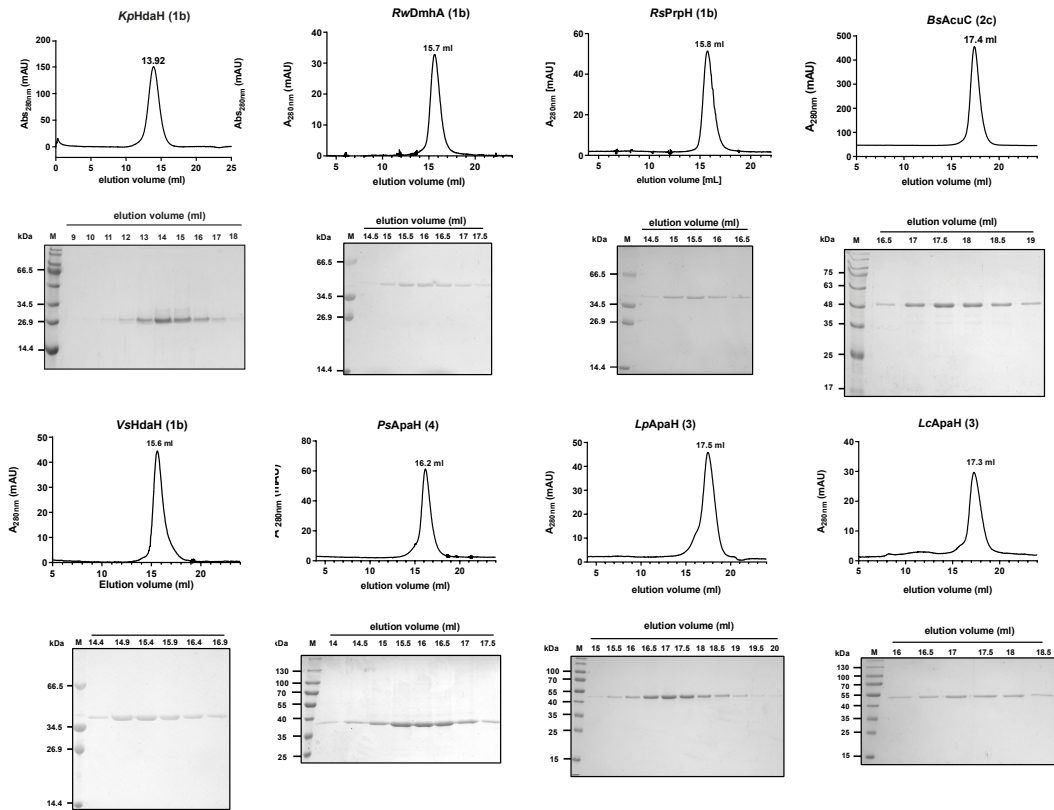 KpHdaH (1b)
Abs280nm (mAU)
200
150
100
50
0
13.92
0 5 10 15 20 25
elution volume (ml)
Abs280nm (mAU)
RwDmhA (1b)
A280nm (mAU)
40
30
20
10
0
15.7 ml
5 10 15 20
elution volume (ml)
RsPrpH (1b)
A280nm [mAU]
60
40
20
0
15.8 ml
5 10 15 20
elution volume [mL]
BsAcuC (2c)
A280nm (mAU)
500
400
300
200
100
0
17.4 ml
5 10 15 20
elution volume (ml)
elution volume (ml)
kDa M 9 10 11 12 13 14 15 16 17 18
66.5
34.5
26.9
14.4
elution volume (ml)
kDa M 14.5 15 15.5 16 16.5 17 17.5
66.5
34.5
26.9
14.4
elution volume (ml)
kDa M 14.5 15 15.5 16 16.5
66.5
44.5
26.9
14.4
elution volume (ml)
kDa M 16.5 17 17.5 18 18.5 19
75
63
48
35
25
17
VsHdaH (1b)
A280nm (mAU)
50
40
30
20
10
0
15.6 ml
5 10 15 20
Elution volume (ml)
PsApaH (4)
A280nm (mAU)
80
60
40
20
0
16.2 ml
5 10 15 20
elution volume (ml)
LpApaH (3)
A280nm (mAU)
50
40
30
20
10
0
17.5 ml
5 10 15 20
elution volume (ml)
LcApaH (3)
A280nm (mAU)
40
30
20
10
0
17.3 ml
5 10 15 20
elution volume (ml)
elution volume (ml)
kDa M 14.4 14.9 15.4 15.9 16.4 16.9
66.5
34.5
26.9
14.4
elution volume (ml)
kDa M 14 14.5 15 15.5 16 16.5 17 17.5
130
100
70
55
40
35
25
elution volume (ml)
kDa M 15 15.5 16 16.5 17 17.5 18 18.5 19 19.5 20
100
70
55
40
35
25
15
elution volume (ml)
kDa M 16 16.5 17 17.5 18 18.5
130
100
70
55
40
35
25
15